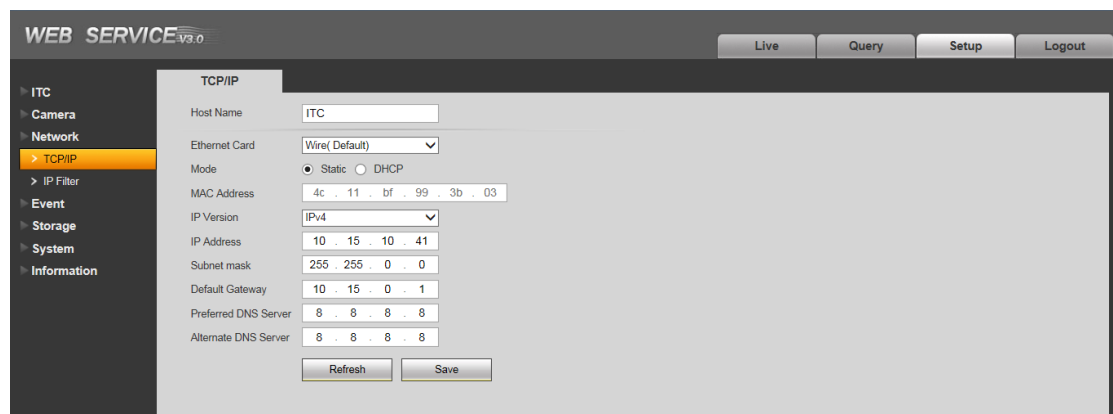 WEB SERVICE V3.0
Live Query Setup Logout
ITC
Camera
Network
> TCP/IP
> IP Filter
Event
Storage
System
Information
TCP/IP
Host Name ITC
Ethernet Card Wire( Default)
Mode Static DHCP
MAC Address 4c . 11 . bf . 99 . 3b . 03
IP Version IPv4
IP Address 10 . 15 . 10 . 41
Subnet mask 255 . 255 . 0 . 0
Default Gateway 10 . 15 . 0 . 1
Preferred DNS Server 8 . 8 . 8 . 8
Alternate DNS Server 8 . 8 . 8 . 8
Refresh Save